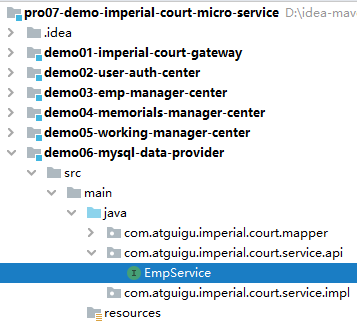 pro07-demo-imperial-court-micro-service D:\idea-mave
.idea
demo01-imperial-court-gateway
demo02-user-auth-center
demo03-emp-manager-center
demo04-memorials-manager-center
demo05-working-manager-center
demo06-mysql-data-provider
src
main
java
com.atguigu.imperial.court.mapper
com.atguigu.imperial.court.service.api
I EmpService
com.atguigu.imperial.court.service.impl
resources